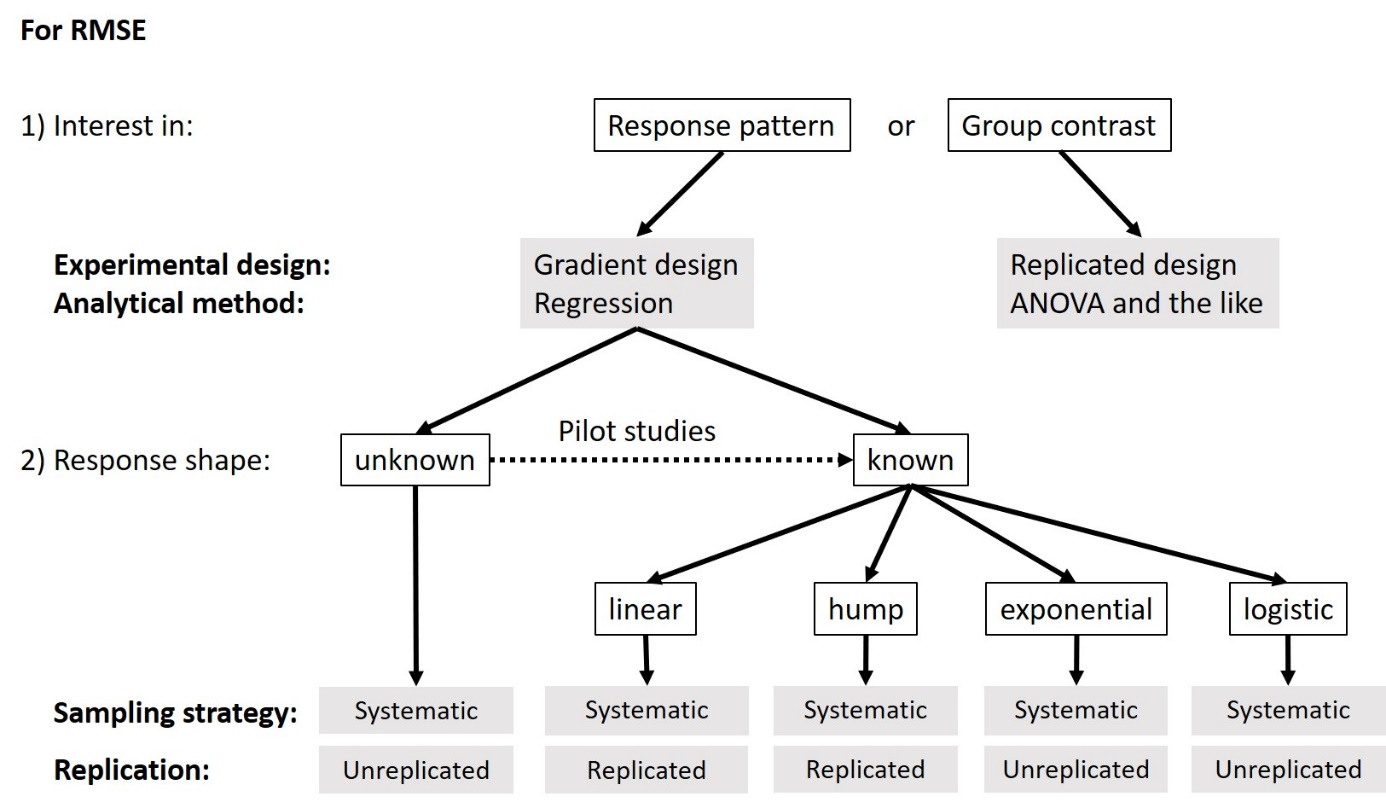 For RMSE
1) Interest in: Response pattern or Group contrast
Experimental design: Gradient design Replicated design
Analytical method: Regression ANOVA and the like
Pilot studies
2) Response shape: unknown known
linear hump exponential logistic
Sampling strategy: Systematic Systematic Systematic Systematic Systematic
Replication: Unreplicated Replicated Replicated Unreplicated Unreplicated